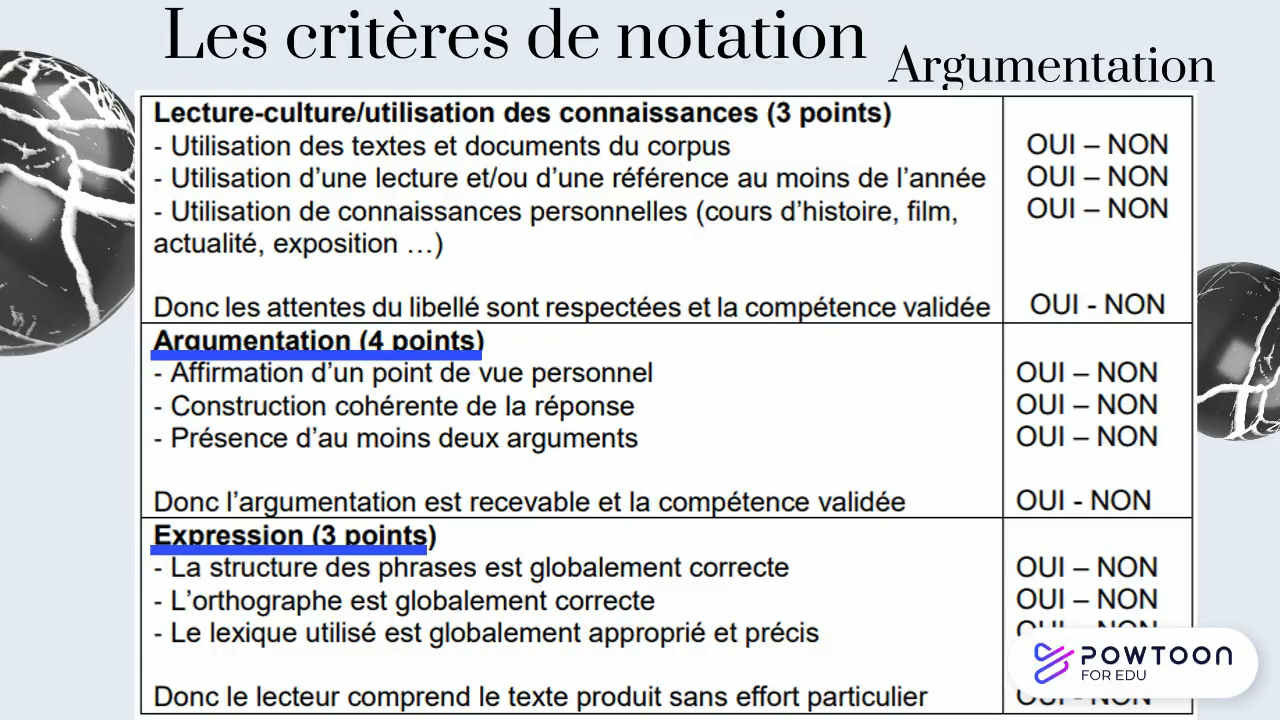 Les critères de notation
Argumentation
Lecture-culture/utilisation des connaissances (3 points)
- Utilisation des textes et documents du corpus OUI – NON
- Utilisation d’une lecture et/ou d’une référence au moins de l’année OUI – NON
- Utilisation de connaissances personnelles (cours d’histoire, film, OUI – NON
actualité, exposition …)
Donc les attentes du libellé sont respectées et la compétence validée OUI - NON
Argumentation (4 points)
- Affirmation d’un point de vue personnel OUI – NON
- Construction cohérente de la réponse OUI – NON
- Présence d’au moins deux arguments OUI – NON
Donc l’argumentation est recevable et la compétence validée OUI - NON
Expression (3 points)
- La structure des phrases est globalement correcte OUI – NON
- L’orthographe est globalement correcte OUI – NON
- Le lexique utilisé est globalement approprié et précis OUI – NON
Donc le lecteur comprend le texte produit sans effort particulier OUI - NON
POWTOON
FOR EDU